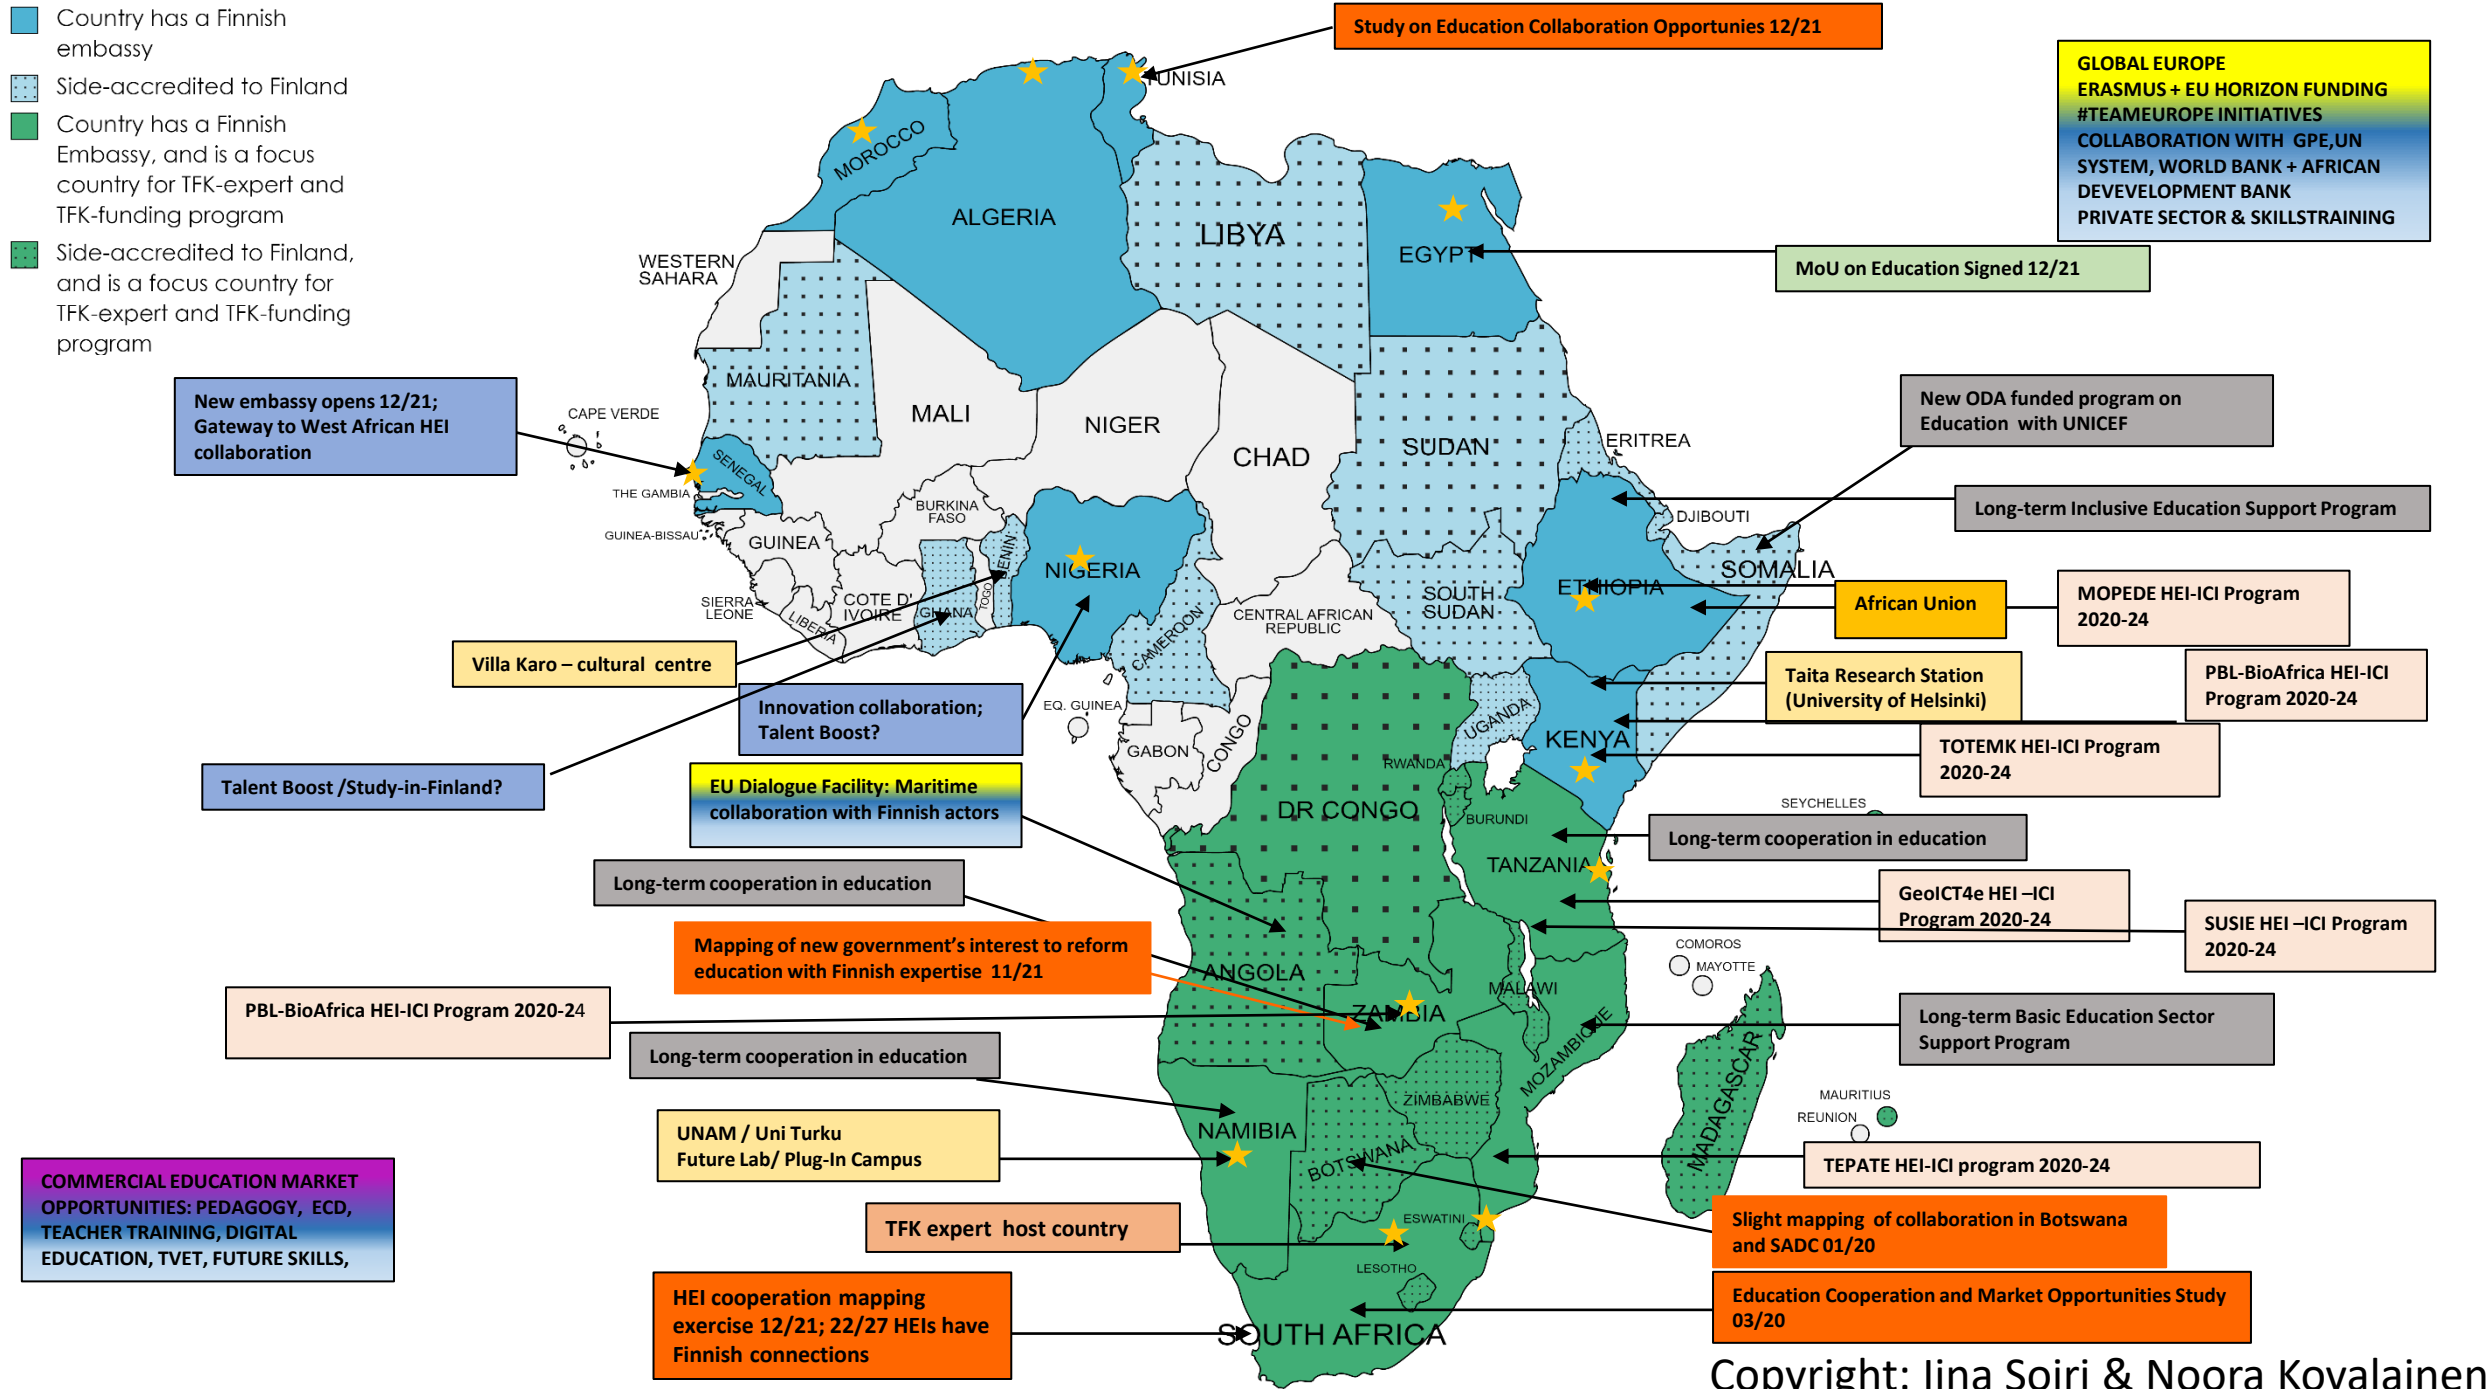 Country has a Finnish
embassy
Side-accredited to Finland
Country has a Finnish
Embassy, and is a focus
country for TFK-expert and
TFK-funding program
Side-accredited to Finland,
and is a focus country for
TFK-expert and TFK-funding
program
Study on Education Collaboration Opportunies 12/21
GLOBAL EUROPE
ERASMUS + EU HORIZON FUNDING
#TEAMEUROPE INITIATIVES
COLLABORATION WITH GPE,UN
SYSTEM, WORLD BANK + AFRICAN
DEVEVELOPMENT BANK
PRIVATE SECTOR & SKILLSTRAINING
TUNISIA
MOROCCO
ALGERIA
LIBYA
EGYPT
MoU on Education Signed 12/21
WESTERN
SAHARA
MAURITANIA
MALI
NIGER
CHAD
SUDAN
ERITREA
New embassy opens 12/21;
Gateway to West African HEI
collaboration
CAPE VERDE
New ODA funded program on
Education with UNICEF
SENEGAL
THE GAMBIA
GUINEA-BISSAU
GUINEA
BURKINA
FASO
BENIN
NIGERIA
DJIBOUTI
Long-term Inclusive Education Support Program
SOMALIA
ETHIOPIA
SOUTH
SUDAN
SIERRA
LEONE
LIBERIA
COTE D'
IVOIRE
GHANA
TOGO
CAMEROON
CENTRAL AFRICAN
REPUBLIC
African Union
MOPEDE HEI-ICI Program
2020-24
Villa Karo – cultural centre
Taita Research Station
(University of Helsinki)
PBL-BioAfrica HEI-ICI
Program 2020-24
Innovation collaboration;
Talent Boost?
EQ. GUINEA
GABON
CONGO
UGANDA
KENYA
TOTEMK HEI-ICI Program
2020-24
Talent Boost /Study-in-Finland?
EU Dialogue Facility: Maritime
collaboration with Finnish actors
RWANDA
DR CONGO
BURUNDI
SEYCHELLES
Long-term cooperation in education
TANZANIA
Long-term cooperation in education
GeoICT4e HEI –ICI
Program 2020-24
SUSIE HEI –ICI Program
2020-24
Mapping of new government's interest to reform
education with Finnish expertise 11/21
ANGOLA
ZAMBIA
MALAWI
COMOROS
MAYOTTE
PBL-BioAfrica HEI-ICI Program 2020-24
Long-term Basic Education Sector
Support Program
Long-term cooperation in education
MOZAMBIQUE
MADAGASCAR
ZIMBABWE
MAURITIUS
REUNION
NAMIBIA
BOTSWANA
UNAM / Uni Turku
Future Lab/ Plug-In Campus
TEPATE HEI-ICI program 2020-24
COMMERCIAL EDUCATION MARKET
OPPORTUNITIES: PEDAGOGY, ECD,
TEACHER TRAINING, DIGITAL
EDUCATION, TVET, FUTURE SKILLS,
TFK expert host country
ESWATINI
Slight mapping of collaboration in Botswana
and SADC 01/20
LESOTHO
HEI cooperation mapping
exercise 12/21; 22/27 HEIs have
Finnish connections
Education Cooperation and Market Opportunities Study
03/20
SOUTH AFRICA
Copyright: Iina Soiri & Noora Kovalainen